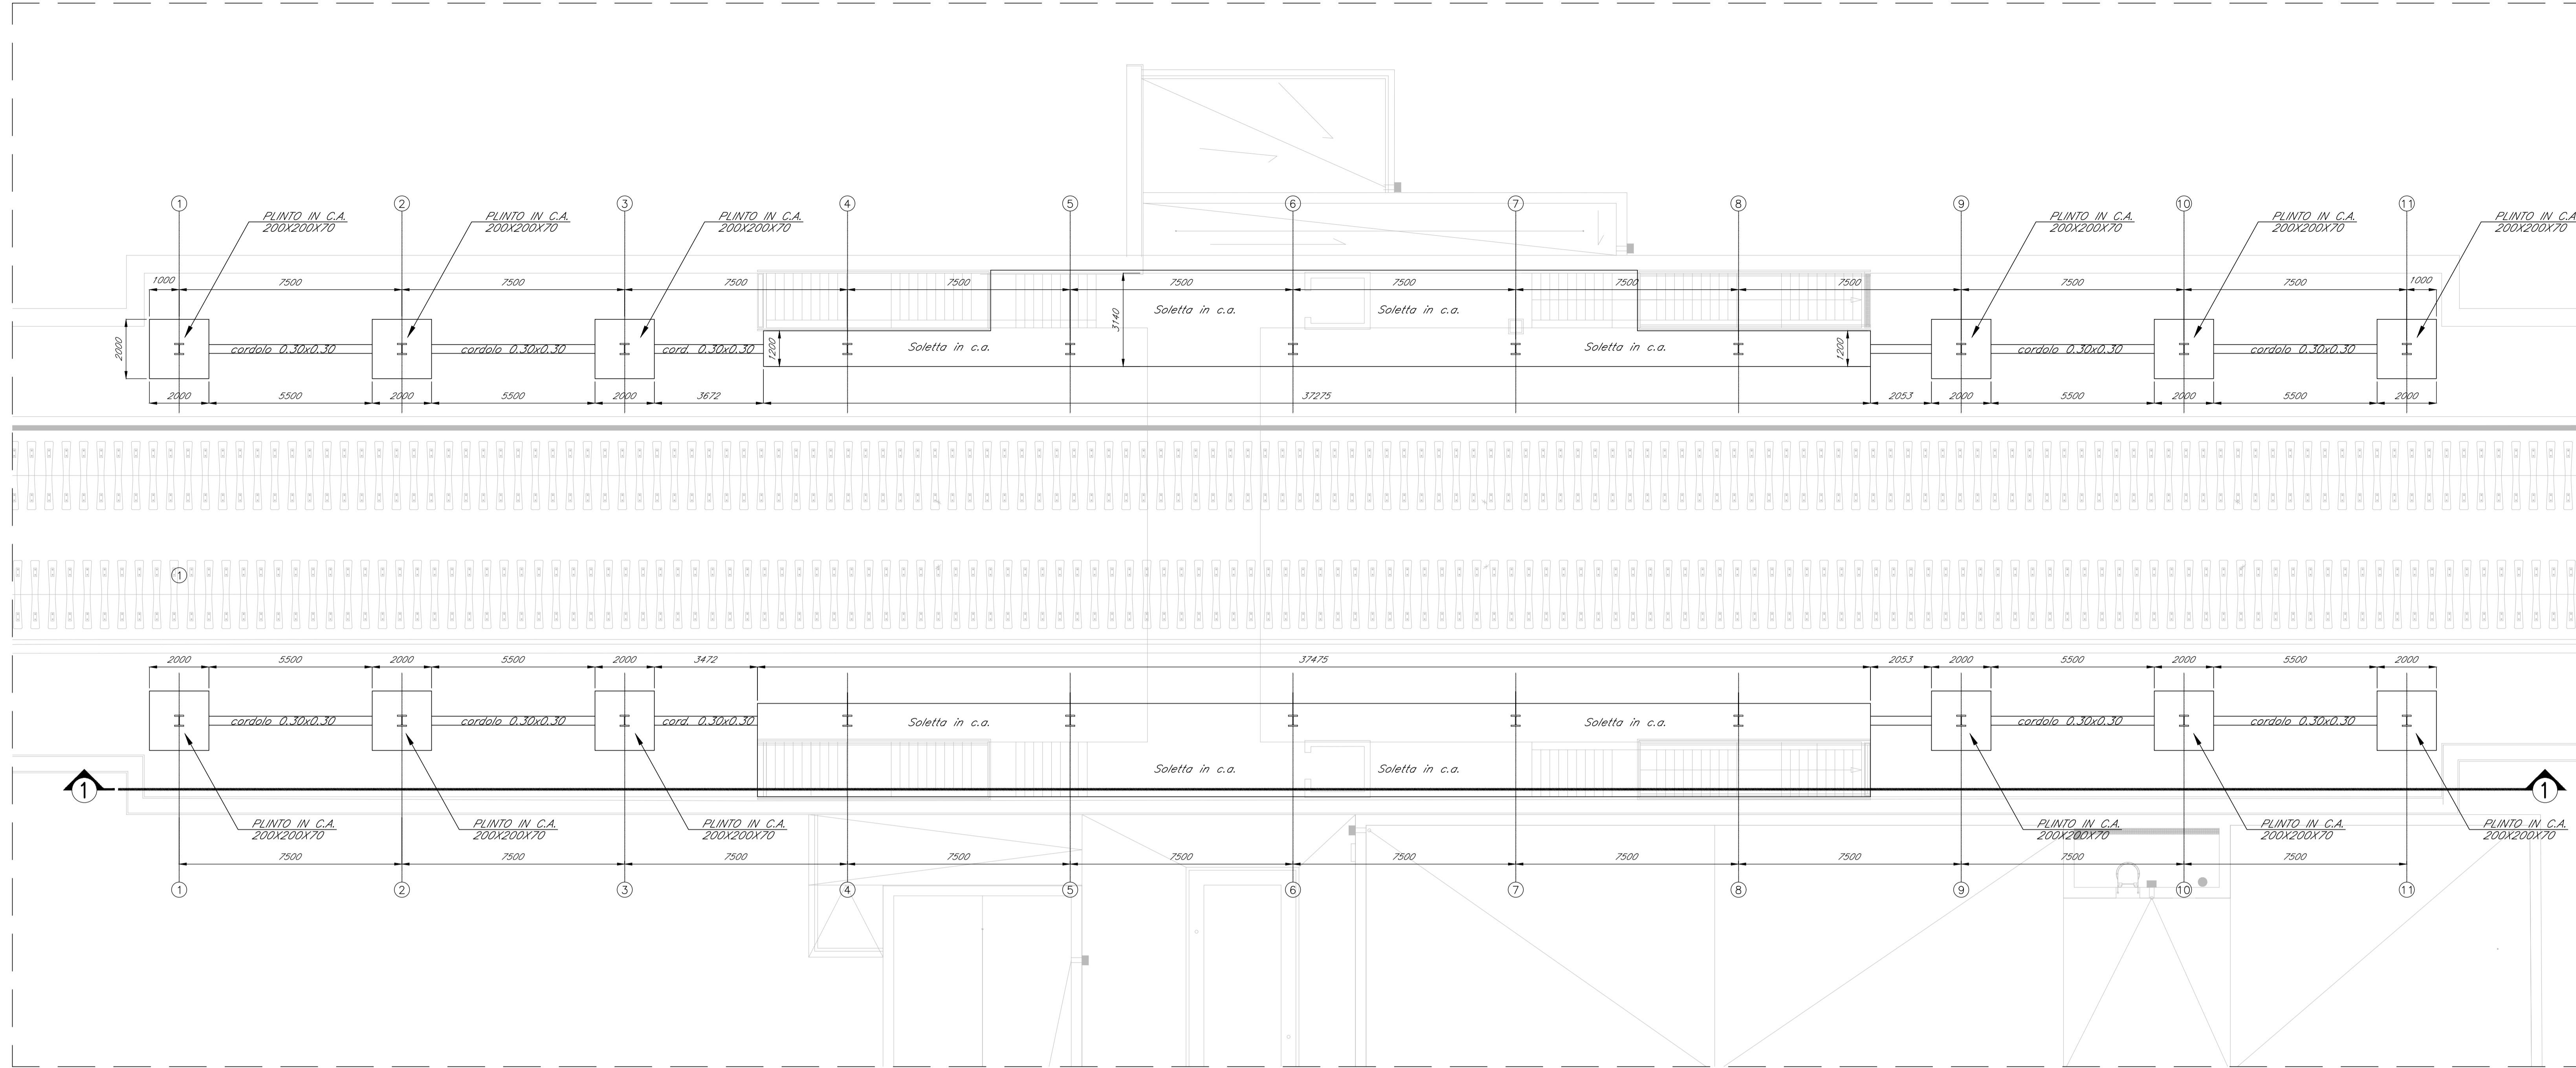 1 2 3 4 5 6 7 8 9 10 11
PLINTO IN C.A. PLINTO IN C.A. PLINTO IN C.A. PLINTO IN C.A. PLINTO IN C.A. PLINTO IN C.A.
200X200X70 200X200X70 200X200X70 200X200X70 200X200X70 200X200X70
1000 7500 7500 7500 7500 7500 7500 7500 7500 7500 7500 1000
Soletta in c.a. Soletta in c.a.
3140
2000 cordolo 0.30x0.30 cordolo 0.30x0.30 cord. 0.30x0.30 1200 Soletta in c.a. Soletta in c.a. 1200 cordolo 0.30x0.30 cordolo 0.30x0.30
2000 5500 2000 5500 2000 3672 37275 2053 2000 5500 2000 5500 2000
1
2000 5500 2000 5500 2000 3472 37475 2053 2000 5500 2000 5500 2000
cordolo 0.30x0.30 cordolo 0.30x0.30 cord. 0.30x0.30 Soletta in c.a. Soletta in c.a. cordolo 0.30x0.30 cordolo 0.30x0.30
Soletta in c.a. Soletta in c.a.
1 1
PLINTO IN C.A. PLINTO IN C.A. PLINTO IN C.A. PLINTO IN C.A. PLINTO IN C.A. PLINTO IN C.A.
200X200X70 200X200X70 200X200X70 200X200X70 200X200X70 200X200X70
7500 7500 7500 7500 7500 7500 7500 7500 7500 7500
1 2 3 4 5 6 7 8 9 10 11